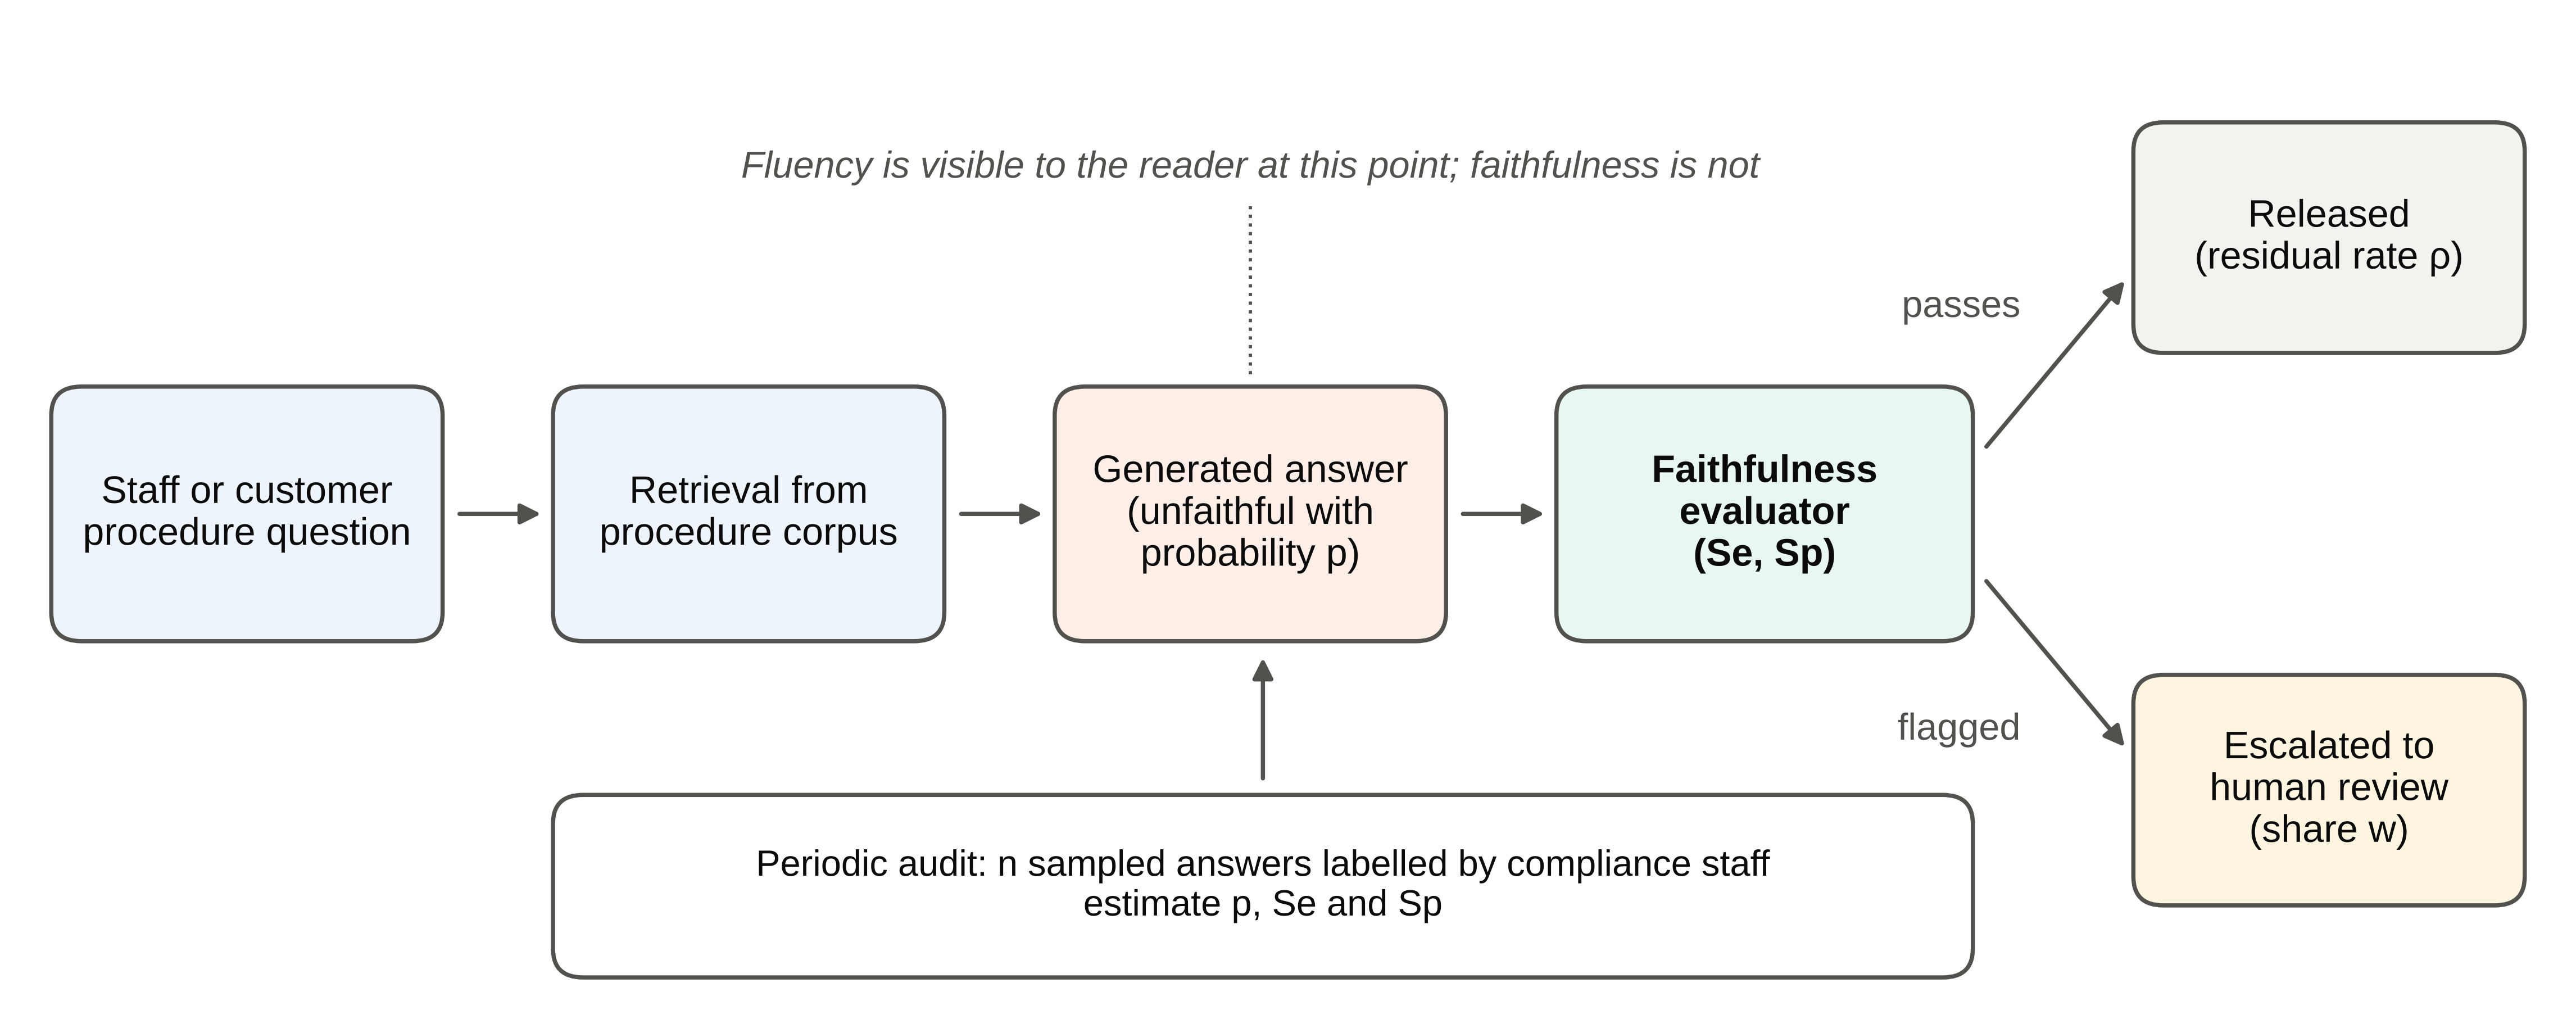 Fluency is visible to the reader at this point; faithfulness is not
Staff or customer
procedure question
Retrieval from
procedure corpus
Generated answer
(unfaithful with
probability p)
Faithfulness
evaluator
(Se, Sp)
passes
Released
(residual rate ρ)
flagged
Escalated to
human review
(share w)
Periodic audit: n sampled answers labelled by compliance staff
estimate p, Se and Sp